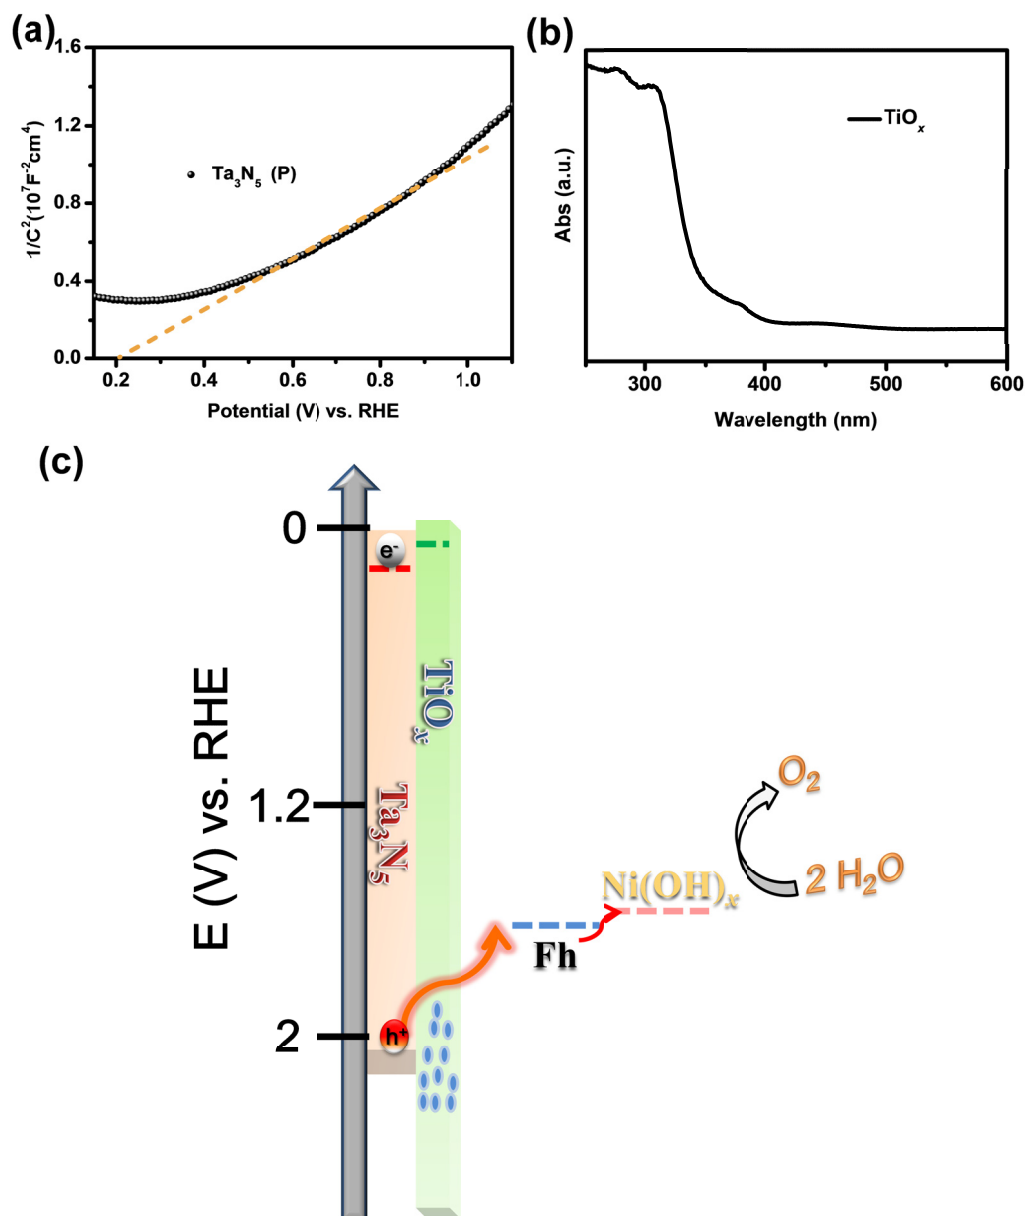 (a)
1.6
1.2
0.8
0.4
0.0
1/C²(10⁷F⁻²cm⁴)
Ta₃N₅ (P)
0.2 0.4 0.6 0.8 1.0
Potential (V) vs. RHE
(b)
Abs (a.u.)
TiOₓ
300 400 500 600
Wavelength (nm)
(c)
E (V) vs. RHE
0
1.2
2
e⁻
TiOₓ
Ta₃N₅
h⁺
Fh
Ni(OH)ₓ
O₂
2 H₂O